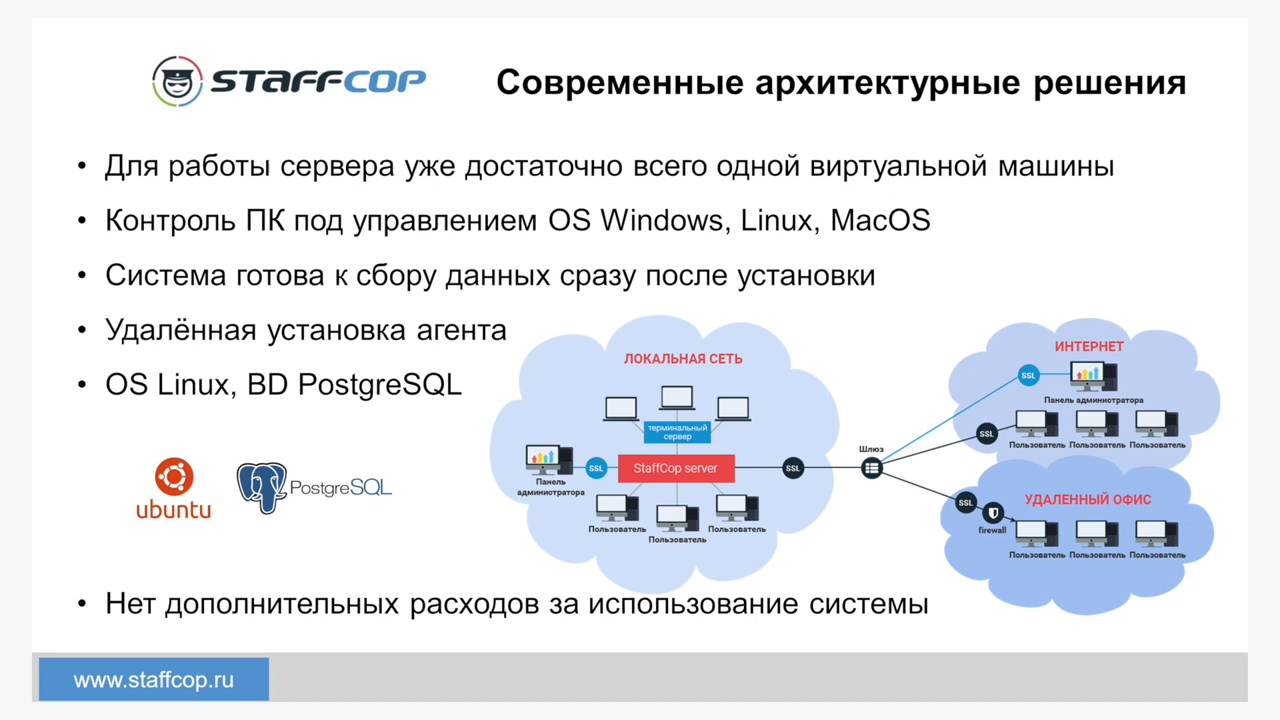 STAFFCOP
Современные архитектурные решения
• Для работы сервера уже достаточно всего одной виртуальной машины
• Контроль ПК под управлением OS Windows, Linux, MacOS
• Система готова к сбору данных сразу после установки
• Удалённая установка агента
• OS Linux, BD PostgreSQL
ubuntu
PostgreSQL
ЛОКАЛЬНАЯ СЕТЬ
терминальный
сервер
StaffCop server
SSL
SSL
Панель
администратора
Пользователь
Пользователь
Пользователь
Шлюз
ИНТЕРНЕТ
SSL
Панель администратора
SSL
Пользователь
Пользователь
Пользователь
УДАЛЕННЫЙ ОФИС
SSL
firewall
Пользователь
Пользователь
Пользователь
• Нет дополнительных расходов за использование системы
www.staffcop.ru